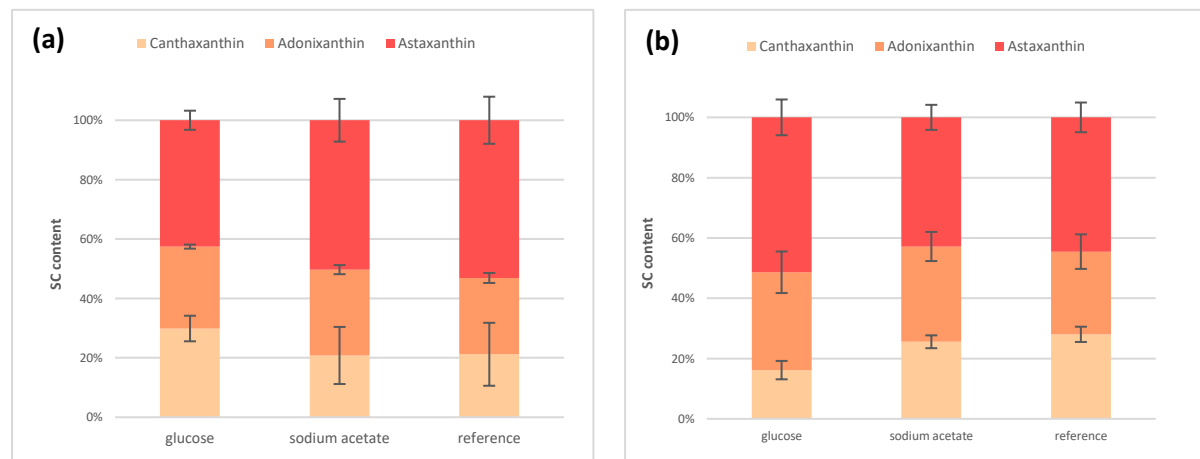 (a)
Canthaxanthin Adonixanthin Astaxanthin
100%
80%
60%
40%
20%
0%
SC content
glucose sodium acetate reference
(b)
Canthaxanthin Adonixanthin Astaxanthin
100%
80%
60%
40%
20%
0%
SC content
glucose sodium acetate reference